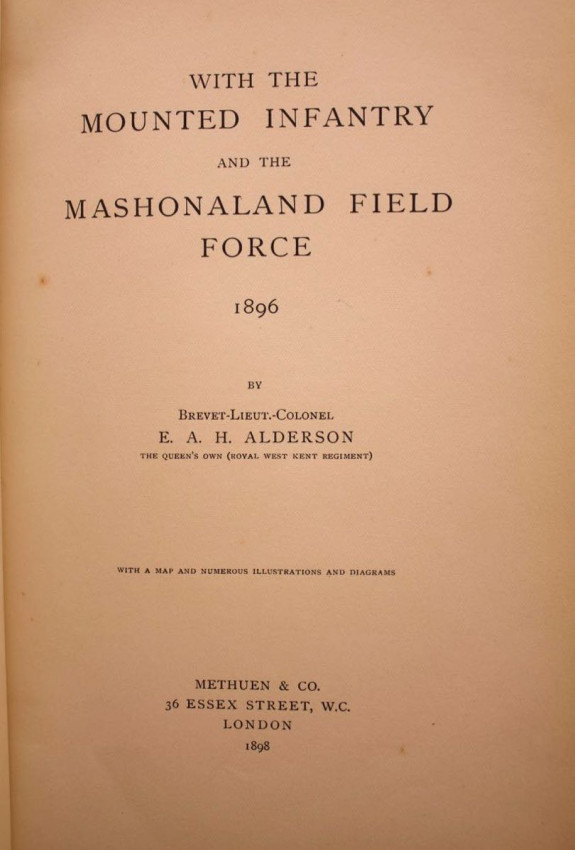 WITH THE
MOUNTED INFANTRY
AND THE
MASHONALAND FIELD
FORCE
1896
BY
BREVET-LIEUT.-COLONEL
E. A. H. ALDERSON
THE QUEEN'S OWN (ROYAL WEST KENT REGIMENT)
WITH A MAP AND NUMEROUS ILLUSTRATIONS AND DIAGRAMS
METHUEN & CO.
36 ESSEX STREET, W.C.
LONDON
1898